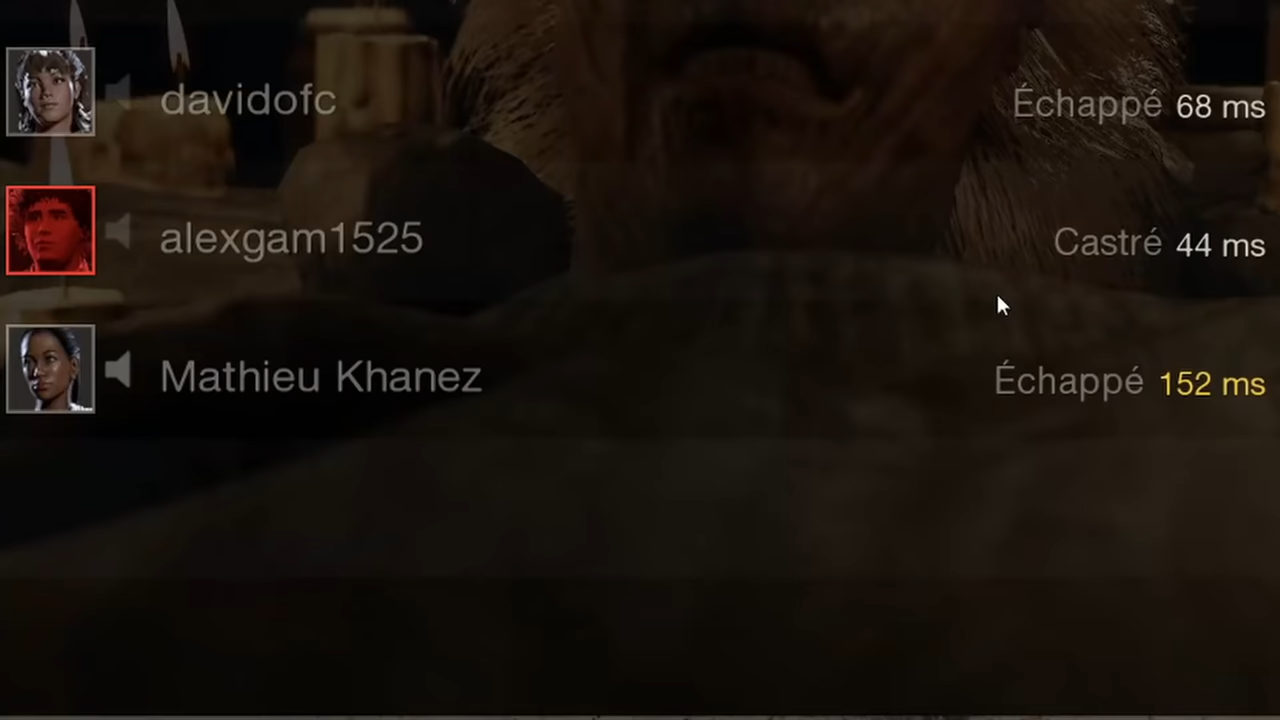 davidofc Échappé 68 ms
alexgam1525 Castré 44 ms
Mathieu Khanez Échappé 152 ms